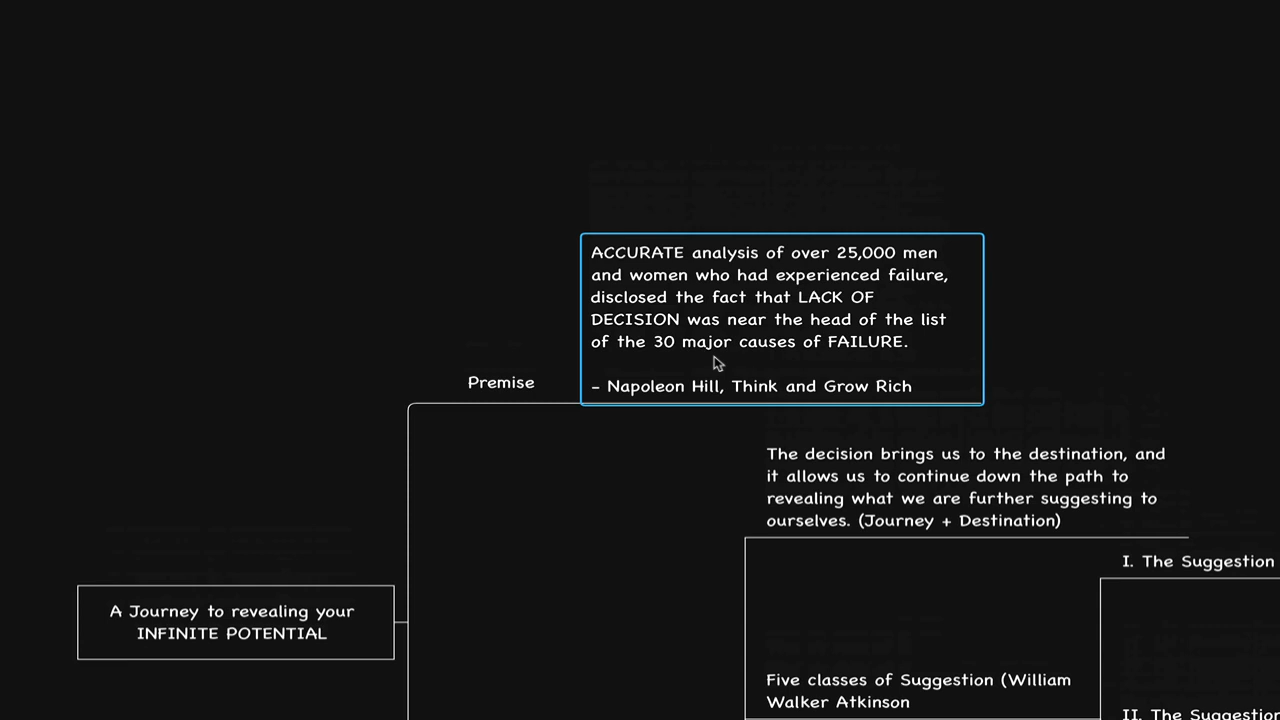 ACCURATE analysis of over 25,000 men
and women who had experienced failure,
disclosed the fact that LACK OF
DECISION was near the head of the list
of the 30 major causes of FAILURE.
– Napoleon Hill, Think and Grow Rich
Premise
The decision brings us to the destination, and
it allows us to continue down the path to
revealing what we are further suggesting to
ourselves. (Journey + Destination)
I. The Suggestion
A Journey to revealing your
INFINITE POTENTIAL
Five classes of Suggestion (William
Walker Atkinson
II. The Suggestion